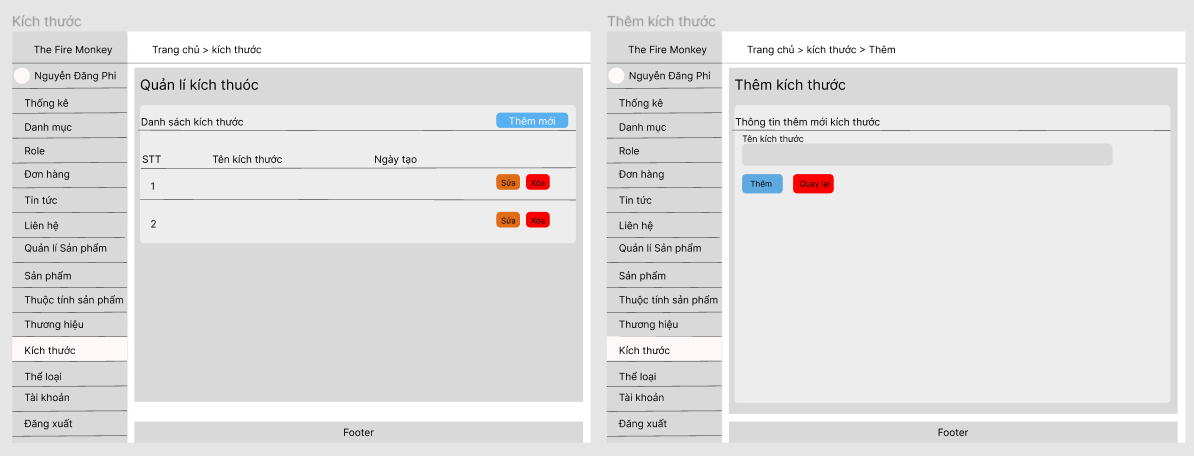 Kích thước
The Fire Monkey
Trang chủ > kích thước
Nguyễn Đăng Phi
Thống kê
Danh mục
Role
Đơn hàng
Tin tức
Liên hệ
Quản lí Sản phẩm
Sản phẩm
Thuộc tính sản phẩm
Thương hiệu
Kích thước
Thể loại
Tài khoản
Đăng xuất
Quản lí kích thuóc
Danh sách kích thước
Thêm mới
STT Tên kích thước Ngày tạo
1 Sửa Xóa
2 Sửa Xóa
Footer
Thêm kích thước
The Fire Monkey
Trang chủ > kích thước > Thêm
Nguyễn Đăng Phi
Thống kê
Danh mục
Role
Đơn hàng
Tin tức
Liên hệ
Quản lí Sản phẩm
Sản phẩm
Thuộc tính sản phẩm
Thương hiệu
Kích thước
Thể loại
Tài khoản
Đăng xuất
Thêm kích thước
Thông tin thêm mới kích thước
Tên kích thước
Thêm Quay lại
Footer